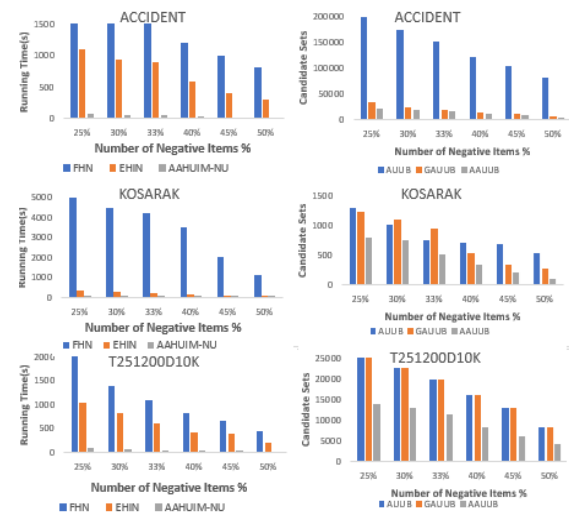 ACCIDENT
Running Time(s)
1500
1000
500
0
25% 30% 33% 40% 45% 50%
Number of Negative Items %
FHN EHIN AAHUIM-NU
ACCIDENT
Candidate Sets
200000
150000
100000
50000
0
25% 30% 33% 40% 45% 50%
Number of Negative Items %
AUUB GAUUB AAUUB
KOSARAK
Running Time(s)
5000
4000
3000
2000
1000
0
25% 30% 33% 40% 45% 50%
Number of Negative Items %
FHN EHIN AAHUIM-NU
KOSARAK
Candidate Sets
1500
1000
500
0
25% 30% 33% 40% 45% 50%
Number of Negative Items %
AUUB GAUUB AAUUB
T251200D10K
Running Time(s)
2000
1500
1000
500
0
25% 30% 33% 40% 45% 50%
Number of Negative Items %
FHN EHIN AAHUIM-NU
T251200D10K
Candidate Sets
25000
20000
15000
10000
5000
0
25% 30% 33% 40% 45% 50%
Number of Negative Items %
AUUB GAUUB AAUUB